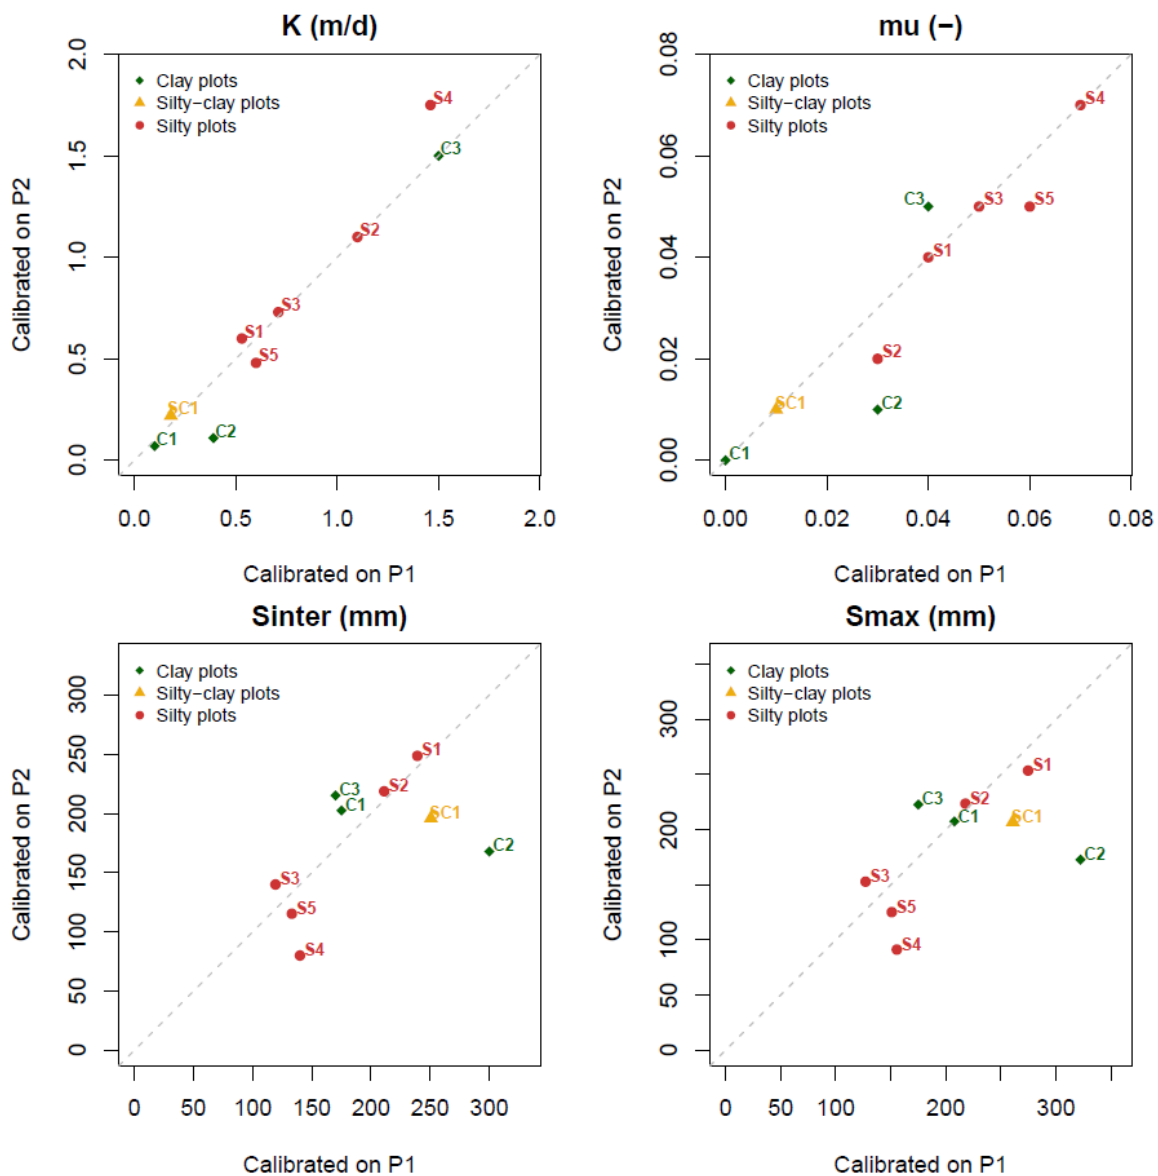 K (m/d)
Calibrated on P2
2.0
1.5
1.0
0.5
0.0
Clay plots
Silty−clay plots
Silty plots
S4
C3
S2
S3
S1
S5
SC1
C2
C1
0.0 0.5 1.0 1.5 2.0
Calibrated on P1
mu (−)
Calibrated on P2
0.08
0.06
0.04
0.02
0.00
Clay plots
Silty−clay plots
Silty plots
S4
C3
S3
S5
S1
S2
SC1
C2
C1
0.00 0.02 0.04 0.06 0.08
Calibrated on P1
Sinter (mm)
Calibrated on P2
300
250
200
150
100
50
0
Clay plots
Silty−clay plots
Silty plots
S1
S2
C3
C1
SC1
C2
S3
S5
S4
0 50 100 150 200 250 300
Calibrated on P1
Smax (mm)
Calibrated on P2
300
200
100
50
0
Clay plots
Silty−clay plots
Silty plots
S1
C3
S2
C1
SC1
C2
S3
S5
S4
0 50 100 200 300
Calibrated on P1